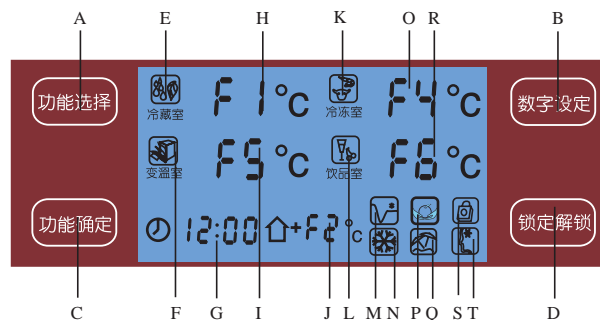 A E H K O R B
功能选择 F1°C F4°C 数字设定
冷藏室 冷冻室
F5°C F6°C
变温室 饮品室
功能确定 12:00 +F2°C 锁定解锁
C F G I J L M N P Q S T D